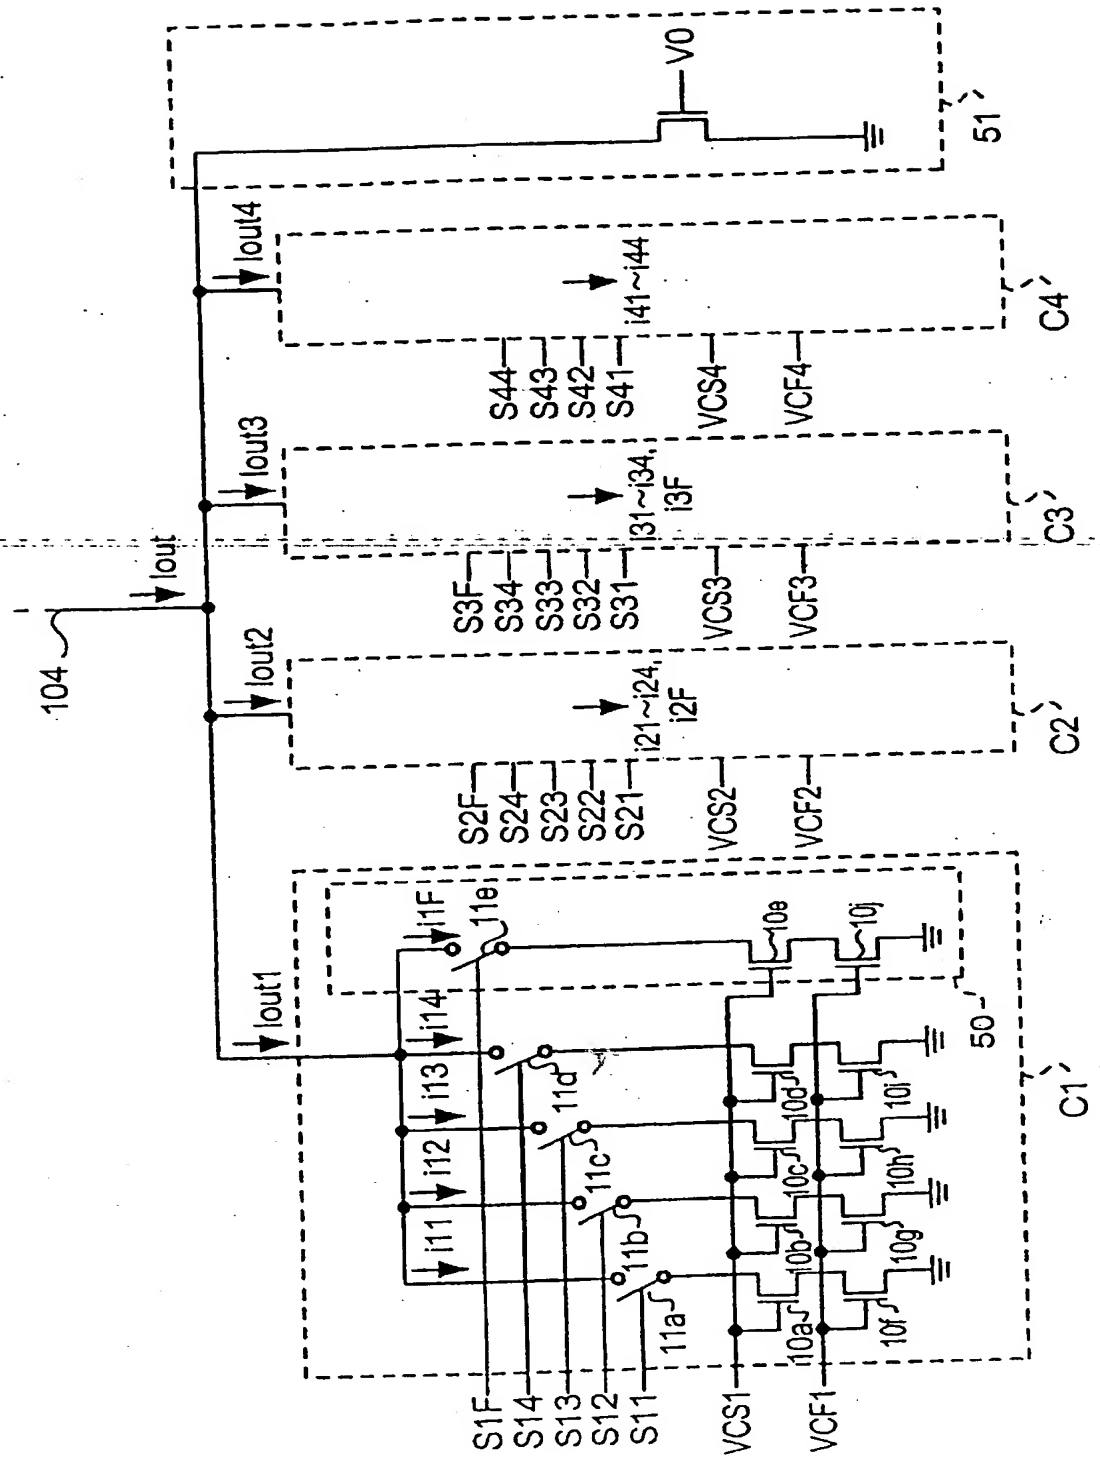 104
Iout
Iout1
Iout2
Iout3
Iout4
V0
51'
S1F
S14
S13
S12
S11
VCS1
VCF1
i11
i12
i13
i14
i1F
11a
11b
11c
11d
11e
10a
10b
10c
10d
10e
10f
10g
10h
10i
10j
50
C1'
S2F
S24
S23
S22
S21
VCS2
VCF2
i21~i24,
i2F
C2'
S3F
S34
S33
S32
S31
VCS3
VCF3
i31~i34,
i3F
C3'
S44
S43
S42
S41
VCS4
VCF4
i41~i44
C4'